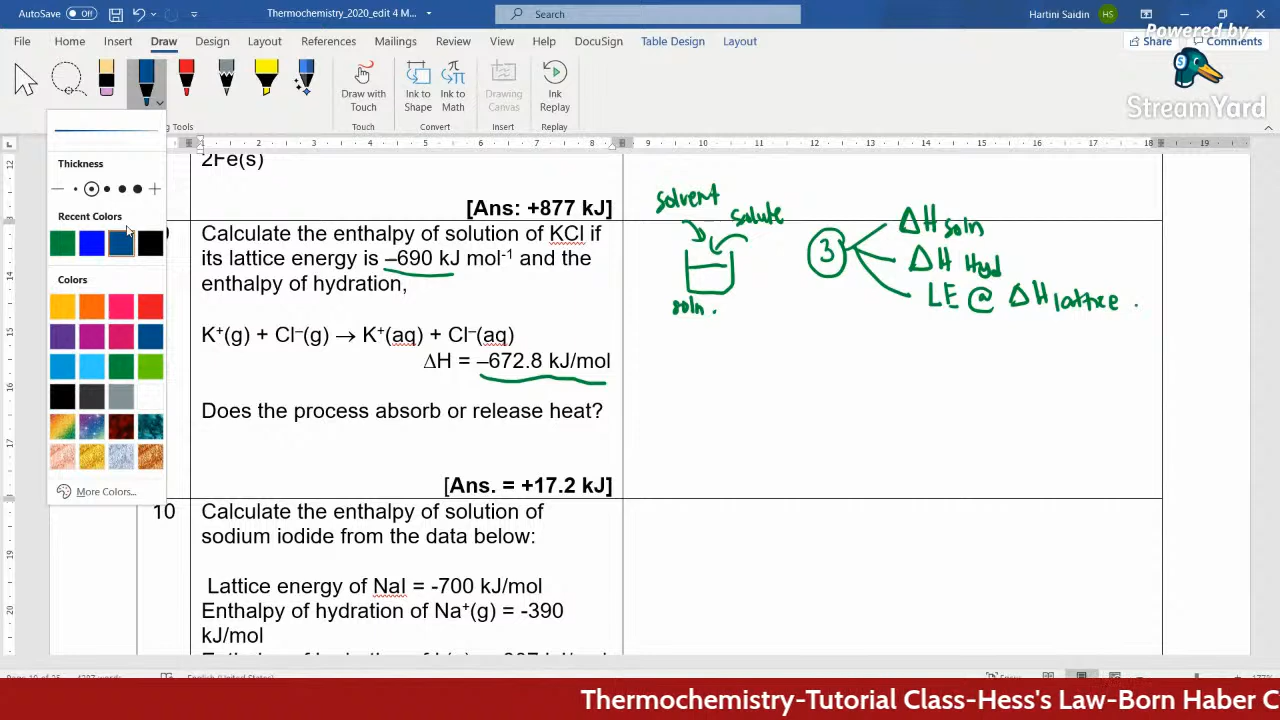 AutoSave Off Thermochemistry_2020_edit 4 M... Search Hartini Saidin HS
Powered by
File Home Insert Draw Design Layout References Mailings Review View Help DocuSign Table Design Layout Share Comments
StreamYard
Draw with Touch Ink to Shape Ink to Math Drawing Canvas Ink Replay
ing Tools Touch Convert Insert Replay
Thickness
Recent Colors
Colors
More Colors...
2Fe(s)
[Ans: +877 kJ]
Calculate the enthalpy of solution of KCl if
its lattice energy is –690 kJ mol-1 and the
enthalpy of hydration,
K+(g) + Cl–(g) → K+(aq) + Cl–(aq)
∆H = –672.8 kJ/mol
Does the process absorb or release heat?
[Ans. = +17.2 kJ]
solvent
solute
soln.
3
∆H soln
∆H Hyd
LE @ ∆H lattice.
10 Calculate the enthalpy of solution of
sodium iodide from the data below:
Lattice energy of NaI = -700 kJ/mol
Enthalpy of hydration of Na+(g) = -390
kJ/mol
English (United States)
Thermochemistry-Tutorial Class-Hess's Law-Born Haber C